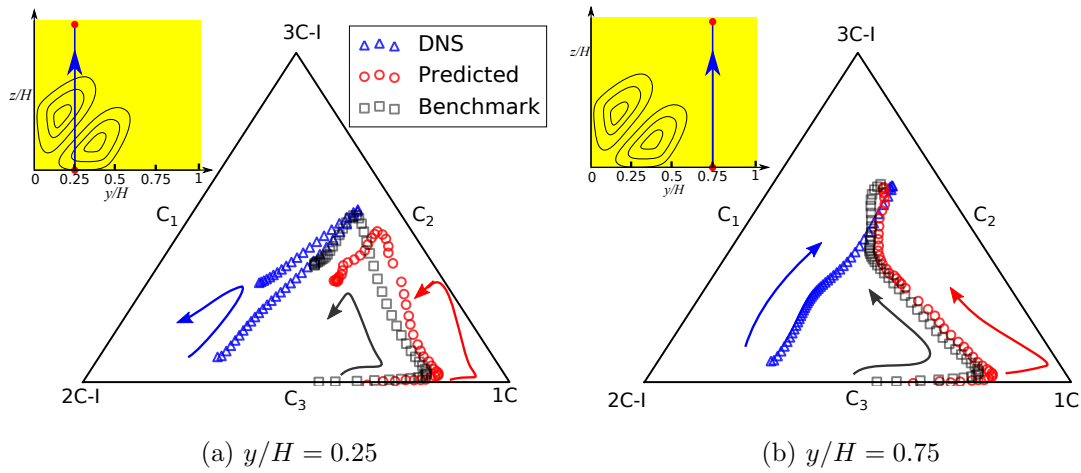 z/H
0 0.25 0.5 0.75 1
y/H
3C-I
DNS
Predicted
Benchmark
C1
C2
2C-I
C3
1C
(a) y/H = 0.25
z/H
0 0.25 0.5 0.75 1
y/H
3C-I
C1
C2
2C-I
C3
1C
(b) y/H = 0.75